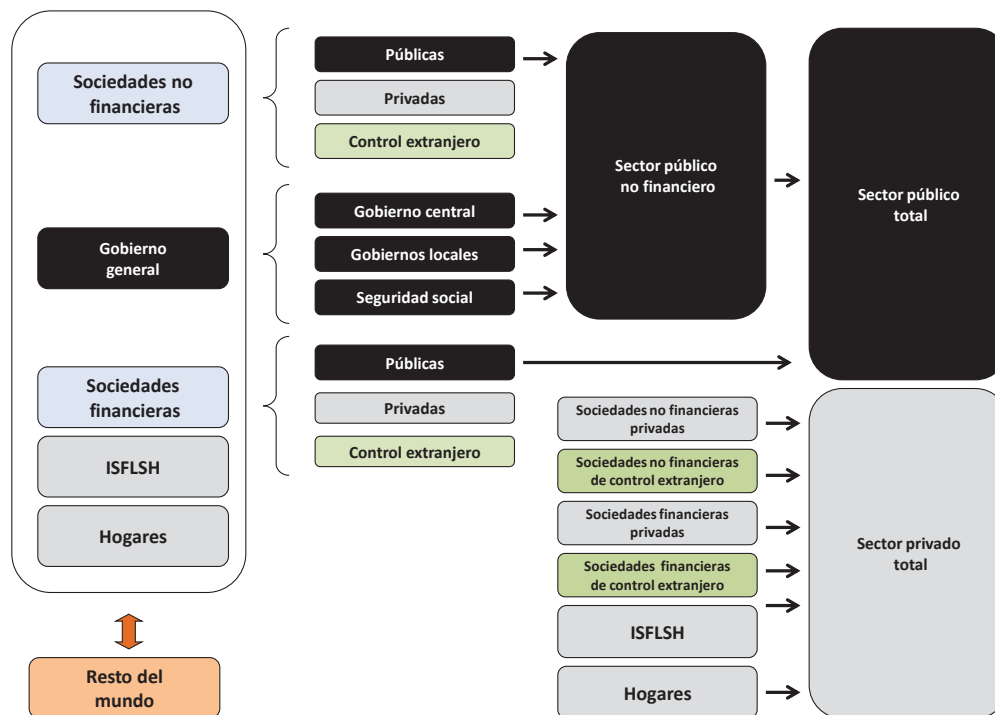 Sociedades no
financieras
Gobierno
general
Sociedades
financieras
ISFLSH
Hogares
Resto del
mundo
Públicas
Privadas
Control extranjero
Gobierno central
Gobiernos locales
Seguridad social
Públicas
Privadas
Control extranjero
Sector público
no financiero
Sector público
total
Sociedades no financieras
privadas
Sociedades no financieras
de control extranjero
Sociedades financieras
privadas
Sociedades financieras
de control extranjero
ISFLSH
Hogares
Sector privado
total